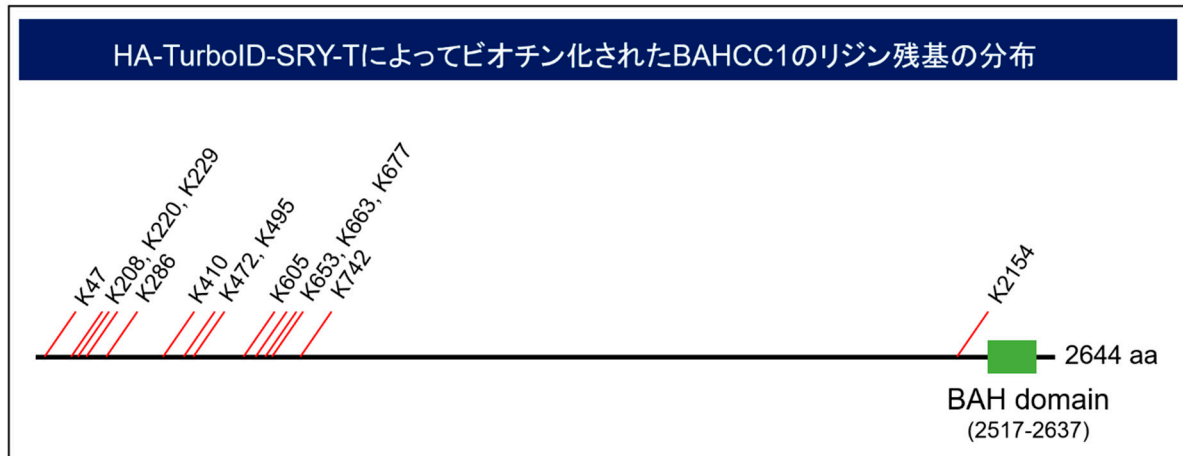 HA-TurboID-SRY-Tによってビオチン化されたBAHCC1のリジン残基の分布
K47
K208, K220, K229
K286
K410
K472, K495
K605
K653, K663, K677
K742
K2154
2644 aa
BAH domain
(2517-2637)